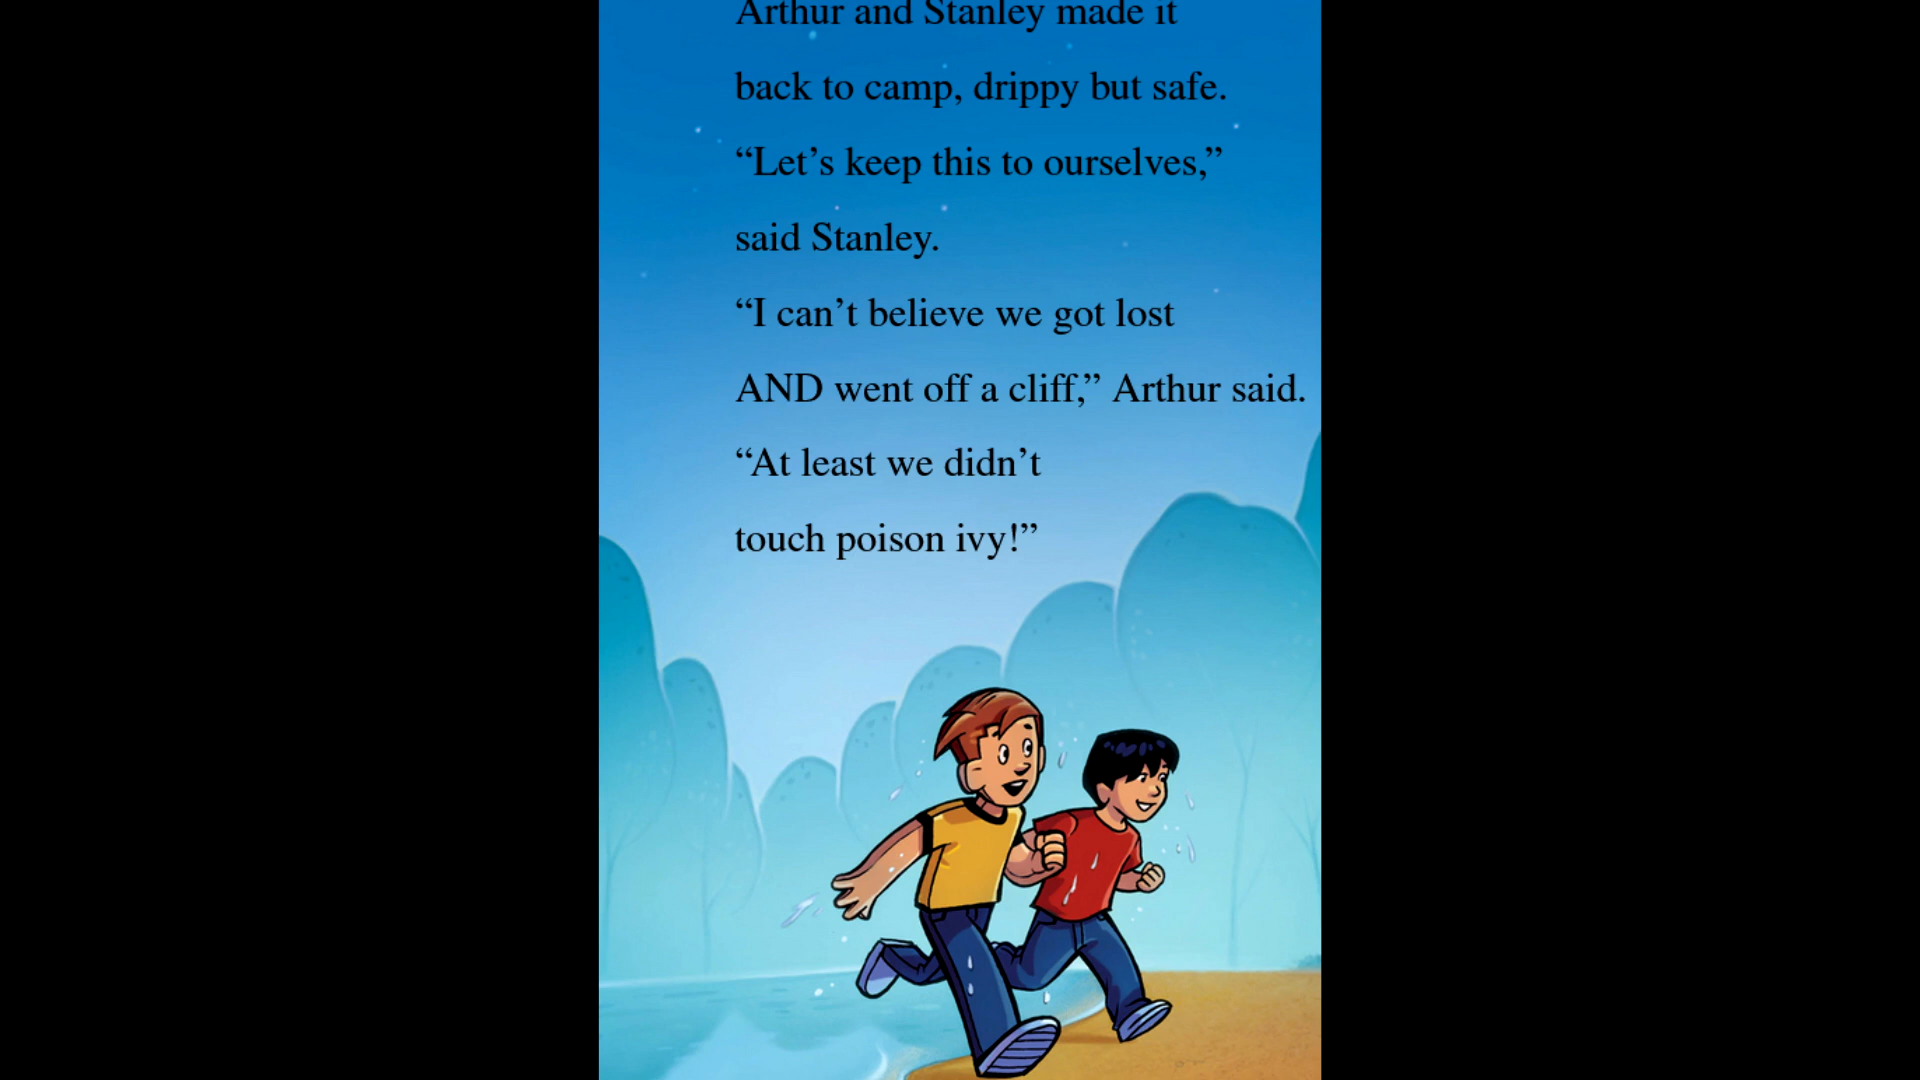 Arthur and Stanley made it
back to camp, drippy but safe.
“Let’s keep this to ourselves,”
said Stanley.
“I can’t believe we got lost
AND went off a cliff,” Arthur said.
“At least we didn’t
touch poison ivy!”